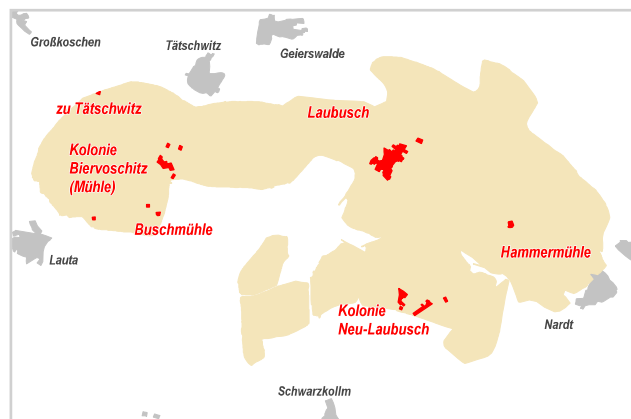 Großkoschen
Tätschwitz
Geierswalde
zu Tätschwitz
Laubusch
Kolonie
Biervoschitz
(Mühle)
Buschmühle
Lauta
Hammermühle
Kolonie
Neu-Laubusch
Nardt
Schwarzkollm